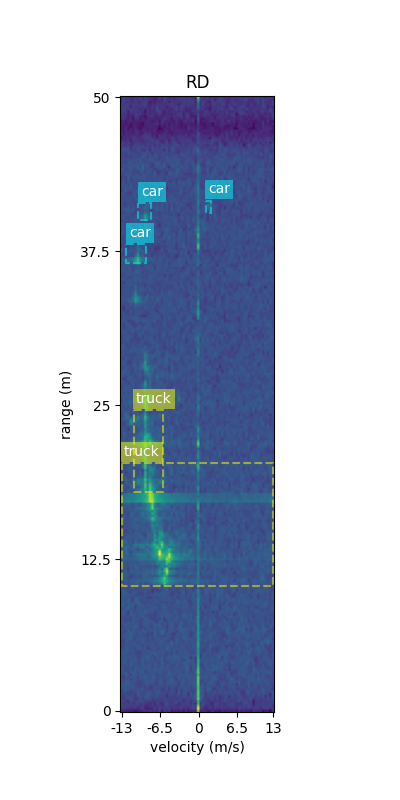 RD
50
car
car
car
37.5
range (m)
25
truck
truck
12.5
0
-13 -6.5 0 6.5 13
velocity (m/s)